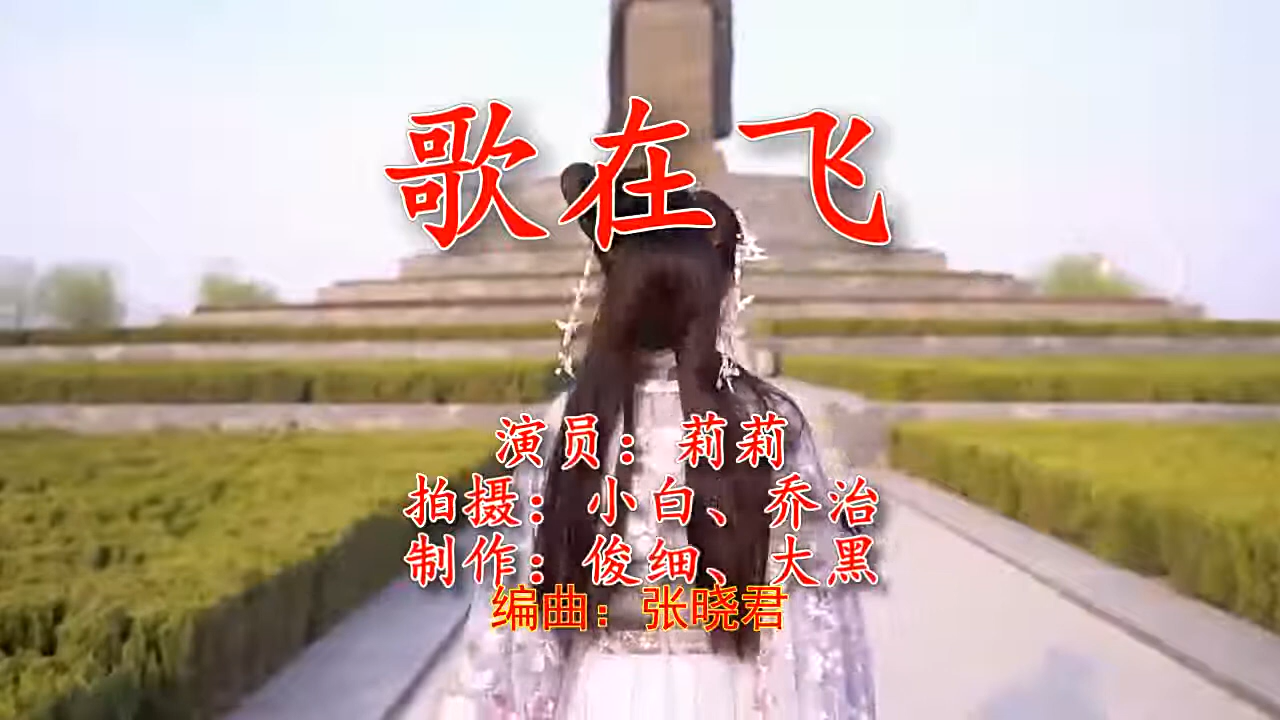 歌在飞
演员：莉莉
拍摄：小白、乔治
制作：俊细、大黑
编曲：张晓君